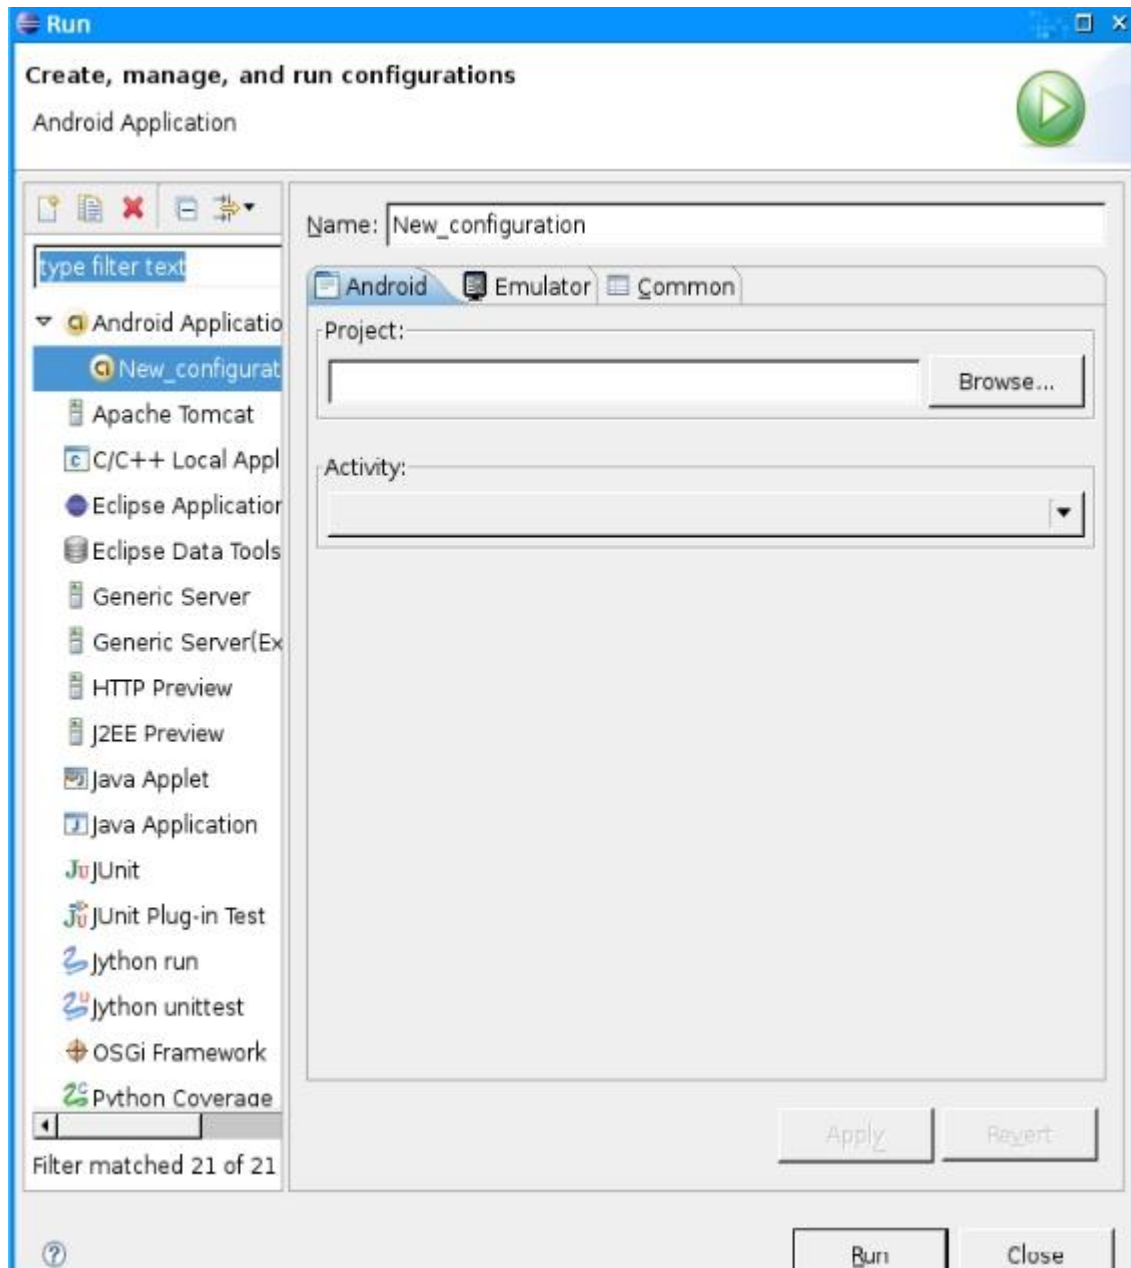 Run
Create, manage, and run configurations
Android Application
type filter text
Android Applicatio
New_configurat
Apache Tomcat
C/C++ Local Appl
Eclipse Application
Eclipse Data Tools
Generic Server
Generic Server(Ex
HTTP Preview
J2EE Preview
Java Applet
Java Application
JUnit
JUnit Plug-in Test
Jython run
Jython unittest
OSGi Framework
Python Coverage
Filter matched 21 of 21
Name: New_configuration
Android Emulator Common
Project:
Browse...
Activity:
Apply Revert
Run Close